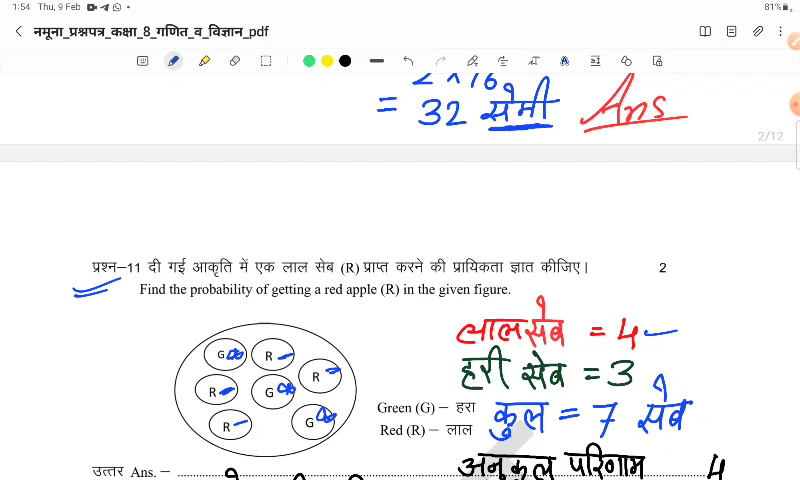 1:54 Thu, 9 Feb
81%
नमूना_प्रश्नपत्र_कक्षा_8_गणित_व_विज्ञान_pdf
2 x 16
= 32 सेमी Ans
2/12
प्रश्न–11 दी गई आकृति में एक लाल सेब (R) प्राप्त करने की प्रायिकता ज्ञात कीजिए। 2
Find the probability of getting a red apple (R) in the given figure.
लाल सेब = 4
हरी सेब = 3
G R
R
R G
R G
Green (G) – हरा
Red (R) – लाल
कुल = 7 सेब
अनुकूल परिणाम 4
उत्तर Ans. –